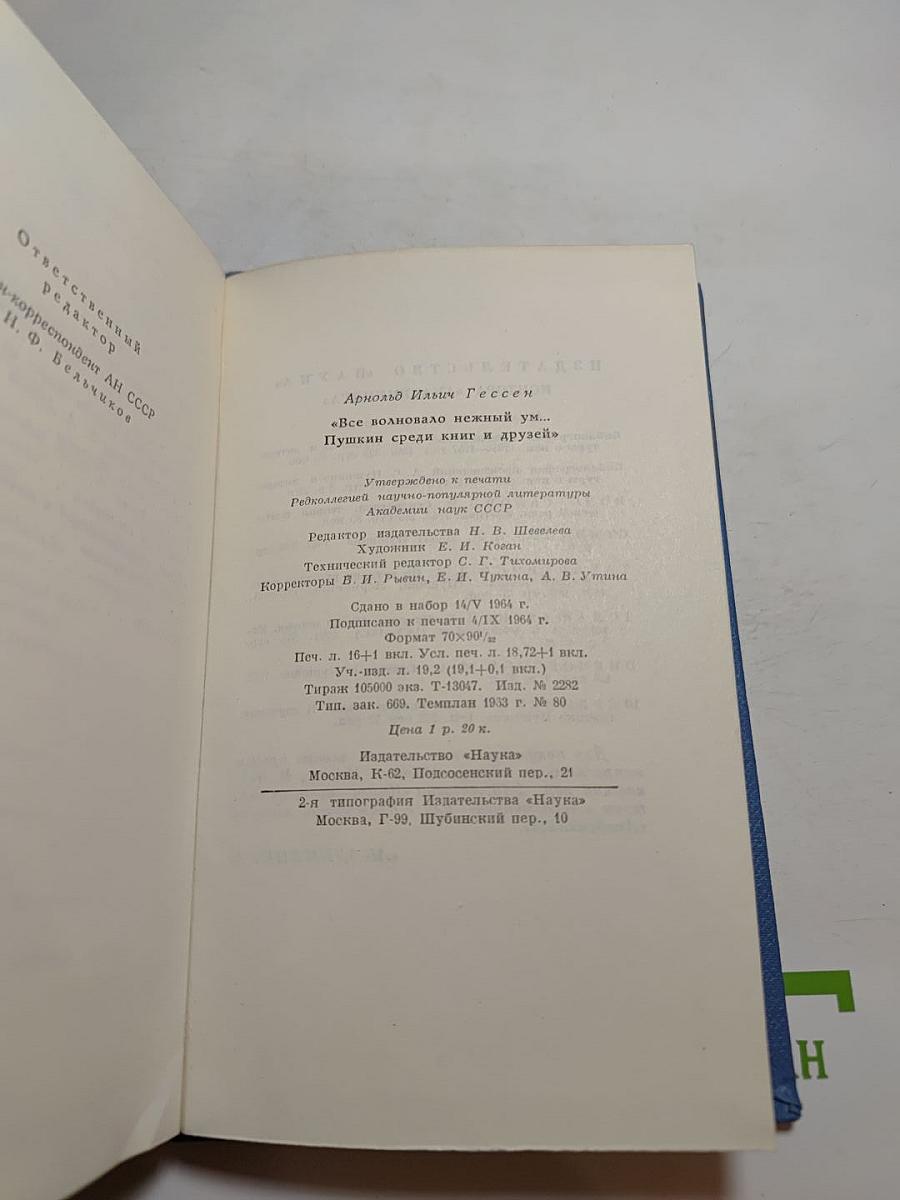 Ответственный
редактор
н-корреспондент АН СССР
Н. Ф. Бельчиков
Арнольд Ильич Гессен
«Все волновало нежный ум...
Пушкин среди книг и друзей»
Утверждено к печати
Редколлегией научно-популярной литературы
Академии наук СССР
Редактор издательства Н. В. Шевелева
Художник Е. И. Коган
Технический редактор С. Г. Тихомирова
Корректоры В. И. Рывин, Е. И. Чукина, А. В. Утина
Сдано в набор 14/V 1964 г.
Подписано к печати 4/IX 1964 г.
Формат 70×90¹/₃₂
Печ. л. 16+1 вкл. Усл. печ. л. 18,72+1 вкл.
Уч.-изд. л. 19,2 (19,1+0,1 вкл.)
Тираж 105000 экз. Т-13047. Изд. № 2282
Тип. зак. 669. Темплан 1953 г. № 80
Цена 1 р. 20 к.
Издательство «Наука»
Москва, К-62, Подсосенский пер., 21
2-я типография Издательства «Наука»
Москва, Г-99, Шубинский пер., 10